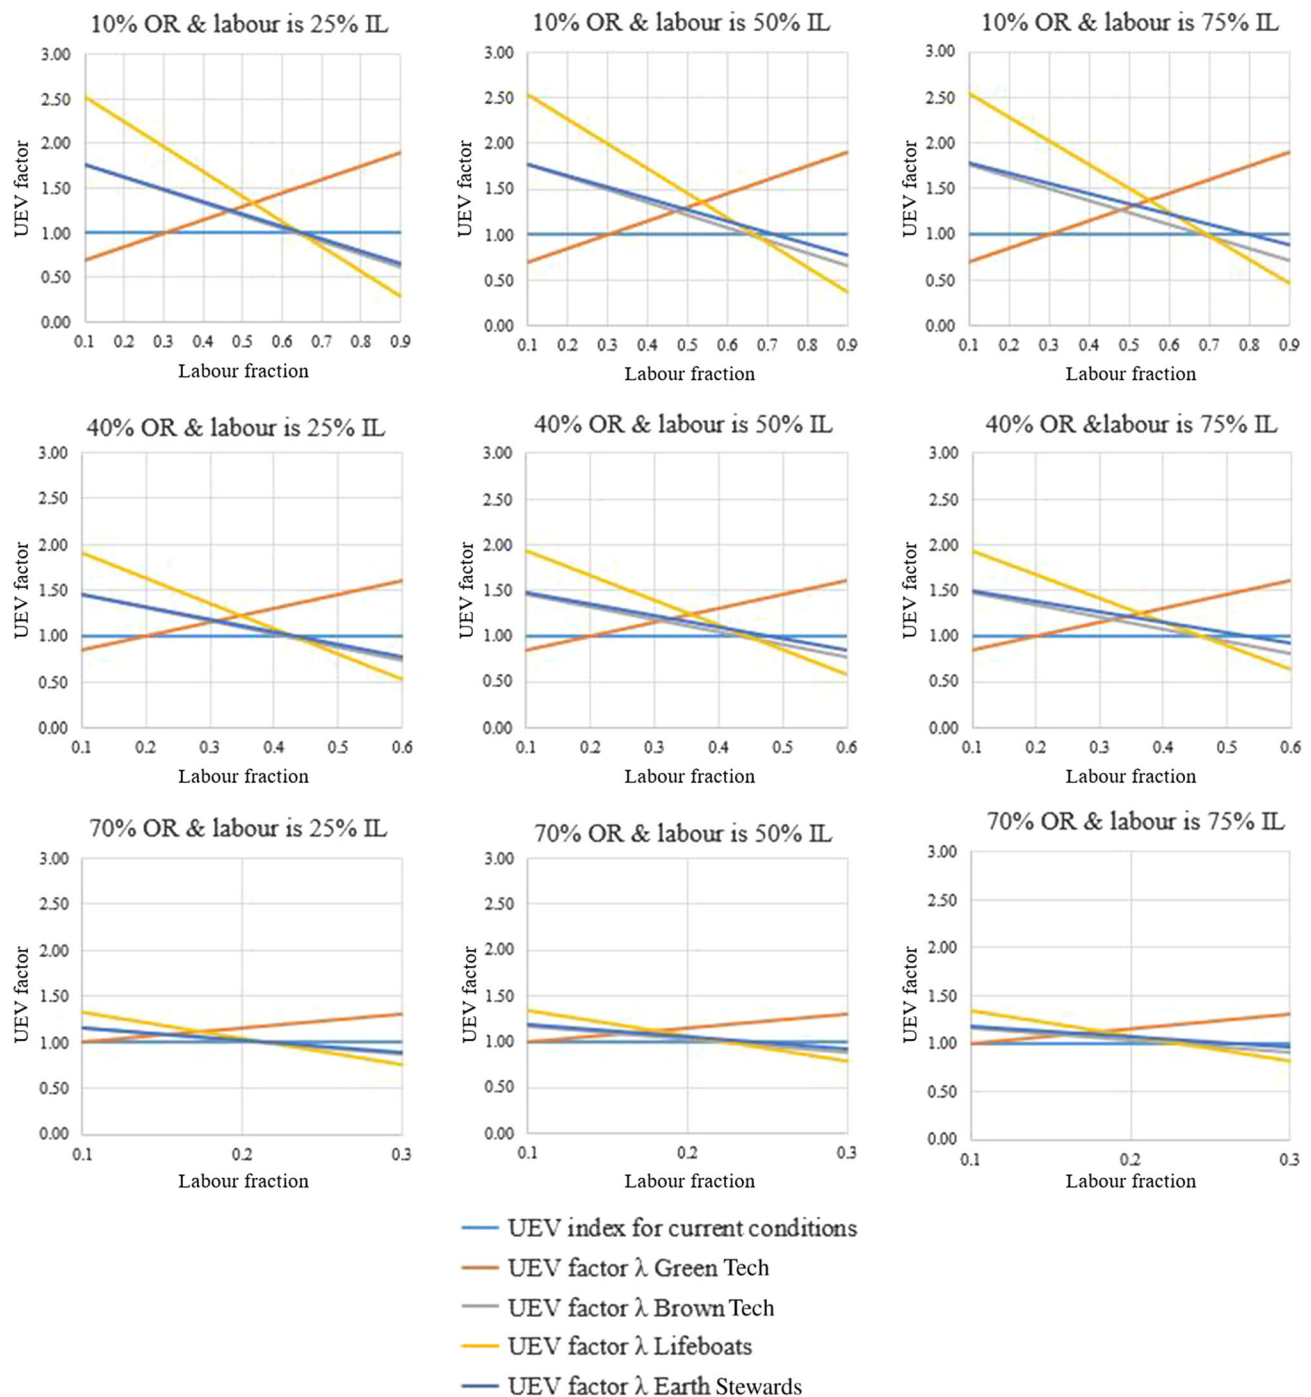 10% OR & labour is 25% IL
3.00
2.50
2.00
1.50
1.00
0.50
0.00
UEV factor
0.1 0.2 0.3 0.4 0.5 0.6 0.7 0.8 0.9
Labour fraction
10% OR & labour is 50% IL
3.00
2.50
2.00
1.50
1.00
0.50
0.00
UEV factor
0.1 0.2 0.3 0.4 0.5 0.6 0.7 0.8 0.9
Labour fraction
10% OR & labour is 75% IL
3.00
2.50
2.00
1.50
1.00
0.50
0.00
UEV factor
0.1 0.2 0.3 0.4 0.5 0.6 0.7 0.8 0.9
Labour fraction
40% OR & labour is 25% IL
3.00
2.50
2.00
1.50
1.00
0.50
0.00
UEV factor
0.1 0.2 0.3 0.4 0.5 0.6
Labour fraction
40% OR & labour is 50% IL
3.00
2.50
2.00
1.50
1.00
0.50
0.00
UEV factor
0.1 0.2 0.3 0.4 0.5 0.6
Labour fraction
40% OR &labour is 75% IL
3.00
2.50
2.00
1.50
1.00
0.50
0.00
UEV factor
0.1 0.2 0.3 0.4 0.5 0.6
Labour fraction
70% OR & labour is 25% IL
3.00
2.50
2.00
1.50
1.00
0.50
0.00
UEV factor
0.1 0.2 0.3
Labour fraction
70% OR & labour is 50% IL
3.00
2.50
2.00
1.50
1.00
0.50
0.00
UEV factor
0.1 0.2 0.3
Labour fraction
70% OR & labour is 75% IL
3.00
2.50
2.00
1.50
1.00
0.50
0.00
UEV factor
0.1 0.2 0.3
Labour fraction
UEV index for current conditions
UEV factor λ Green Tech
UEV factor λ Brown Tech
UEV factor λ Lifeboats
UEV factor λ Earth Stewards